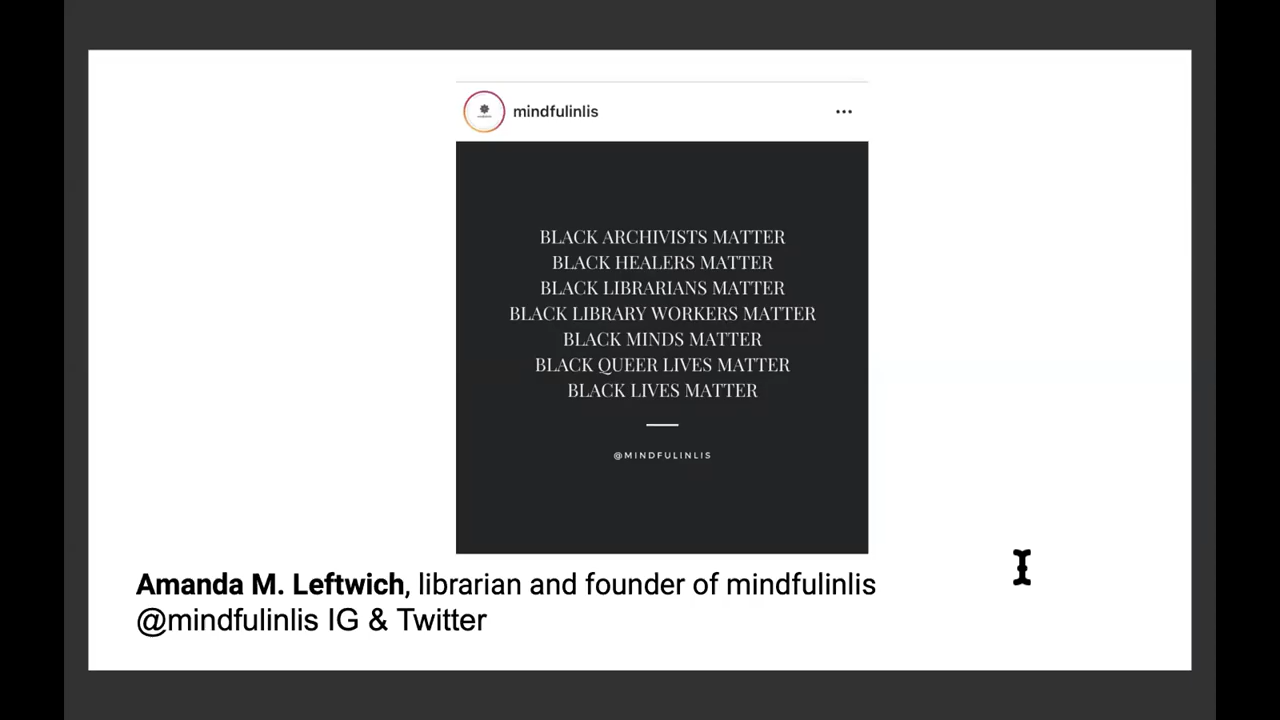 mindfulinlis
BLACK ARCHIVISTS MATTER
BLACK HEALERS MATTER
BLACK LIBRARIANS MATTER
BLACK LIBRARY WORKERS MATTER
BLACK MINDS MATTER
BLACK QUEER LIVES MATTER
BLACK LIVES MATTER
@MINDFULINLIS
Amanda M. Leftwich, librarian and founder of mindfulinlis
@mindfulinlis IG & Twitter